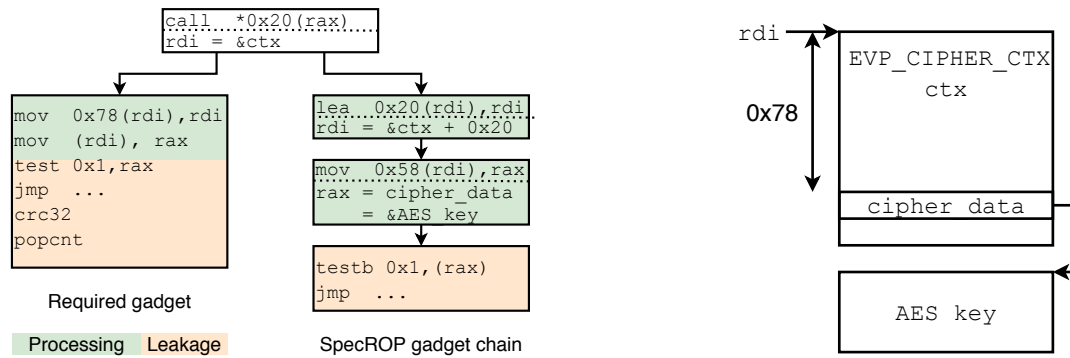 call  *0x20(rax)
rdi = &ctx
mov  0x78(rdi),rdi
mov  (rdi), rax
test 0x1,rax
jmp  ...
crc32
popcnt
Required gadget
Processing Leakage
lea  0x20(rdi),rdi
rdi = &ctx + 0x20
mov  0x58(rdi),rax
rax = cipher_data
= &AES_key
testb 0x1,(rax)
jmp  ...
SpecROP gadget chain
rdi
EVP_CIPHER_CTX
ctx
0x78
cipher data
AES key